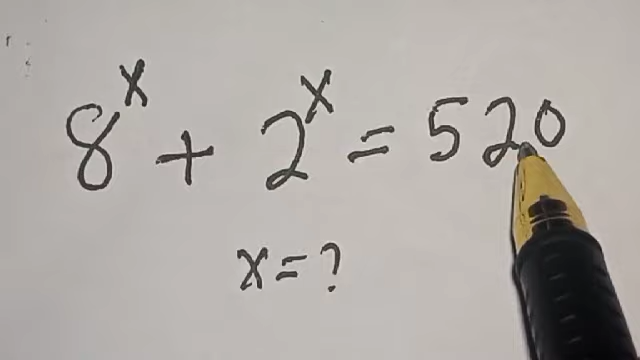 8^x + 2^x = 520
x = ?